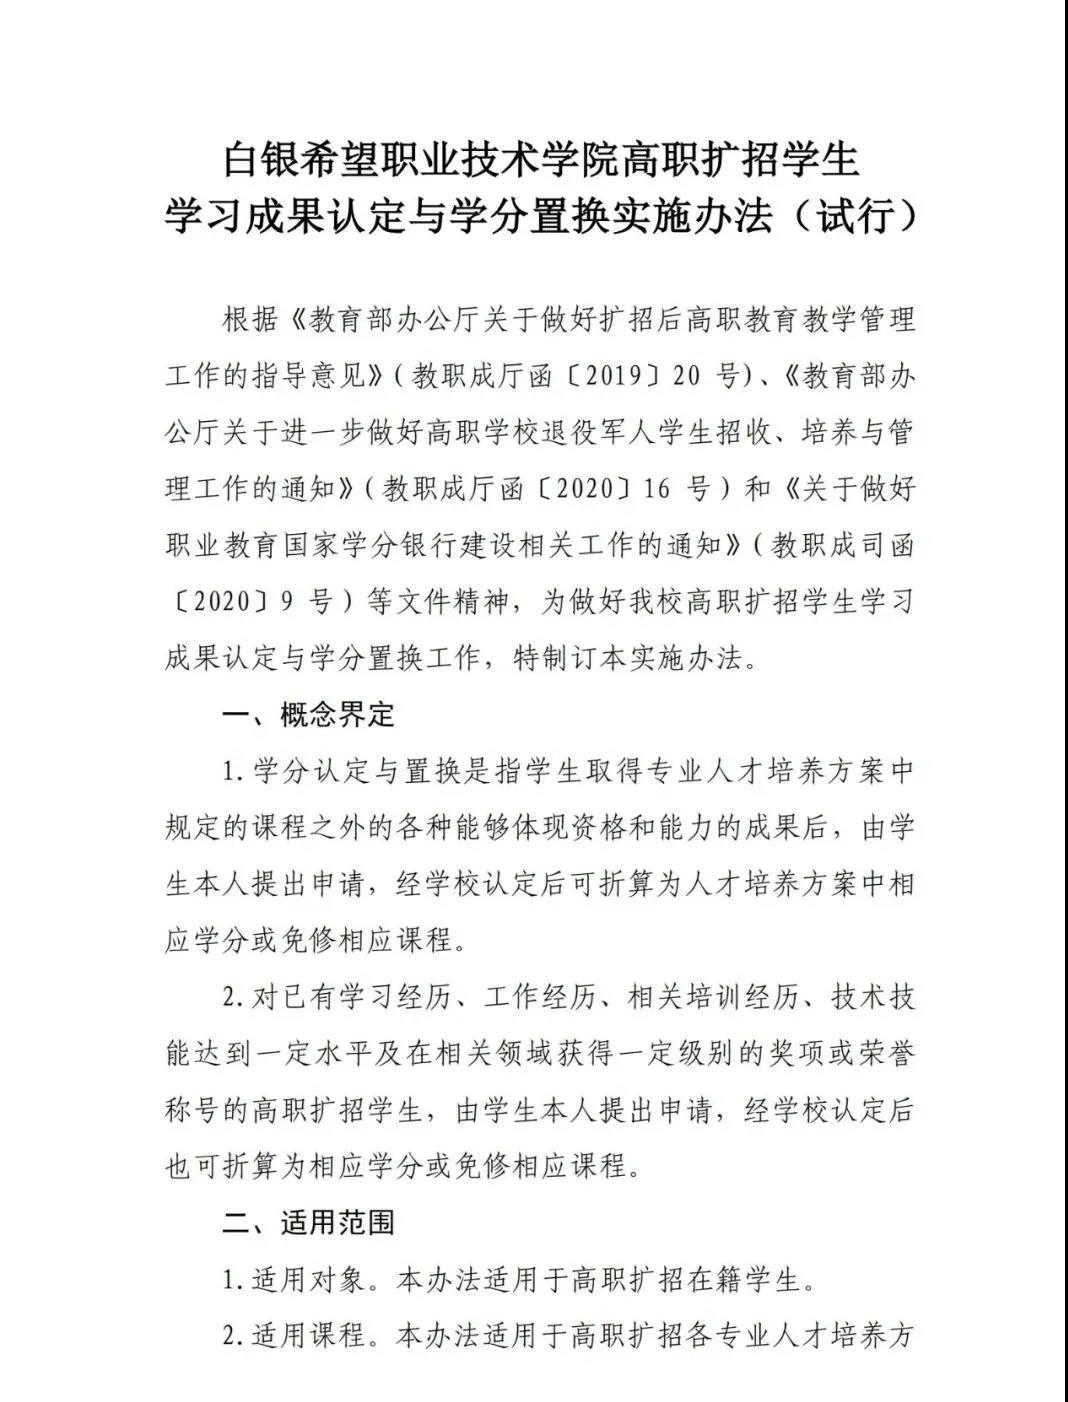 白银希望职业技术学院高职扩招学生
学习成果认定与学分置换实施办法（试行）
根据《教育部办公厅关于做好扩招后高职教育教学管理
工作的指导意见》（教职成厅函〔2019〕20 号）、《教育部办
公厅关于进一步做好高职学校退役军人学生招收、培养与管
理工作的通知》（教职成厅函〔2020〕16 号）和《关于做好
职业教育国家学分银行建设相关工作的通知》（教职成司函
〔2020〕9 号）等文件精神，为做好我校高职扩招学生学习
成果认定与学分置换工作，特制订本实施办法。
一、概念界定
1.学分认定与置换是指学生取得专业人才培养方案中
规定的课程之外的各种能够体现资格和能力的成果后，由学
生本人提出申请，经学校认定后可折算为人才培养方案中相
应学分或免修相应课程。
2.对已有学习经历、工作经历、相关培训经历、技术技
能达到一定水平及在相关领域获得一定级别的奖项或荣誉
称号的高职扩招学生，由学生本人提出申请，经学校认定后
也可折算为相应学分或免修相应课程。
二、适用范围
1.适用对象。本办法适用于高职扩招在籍学生。
2.适用课程。本办法适用于高职扩招各专业人才培养方